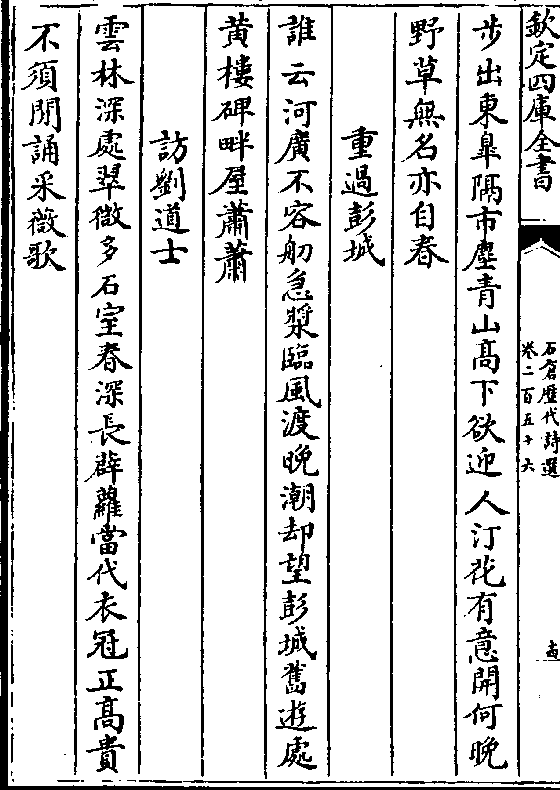 欽定四庫全書
石倉歷代詩選
卷二百五十六
步出東臯隔市塵青山髙下欲迎人汀花有意開何晚
野草無名亦自春
重過彭城
誰云河廣不容舠急槳臨風渡晚潮却望彭城舊遊處
黄樓碑畔屋蕭蕭
訪劉道士
雲林深處翠微多石室春深長薜蘿當代衣冠正髙貴
不須閒誦采薇歌